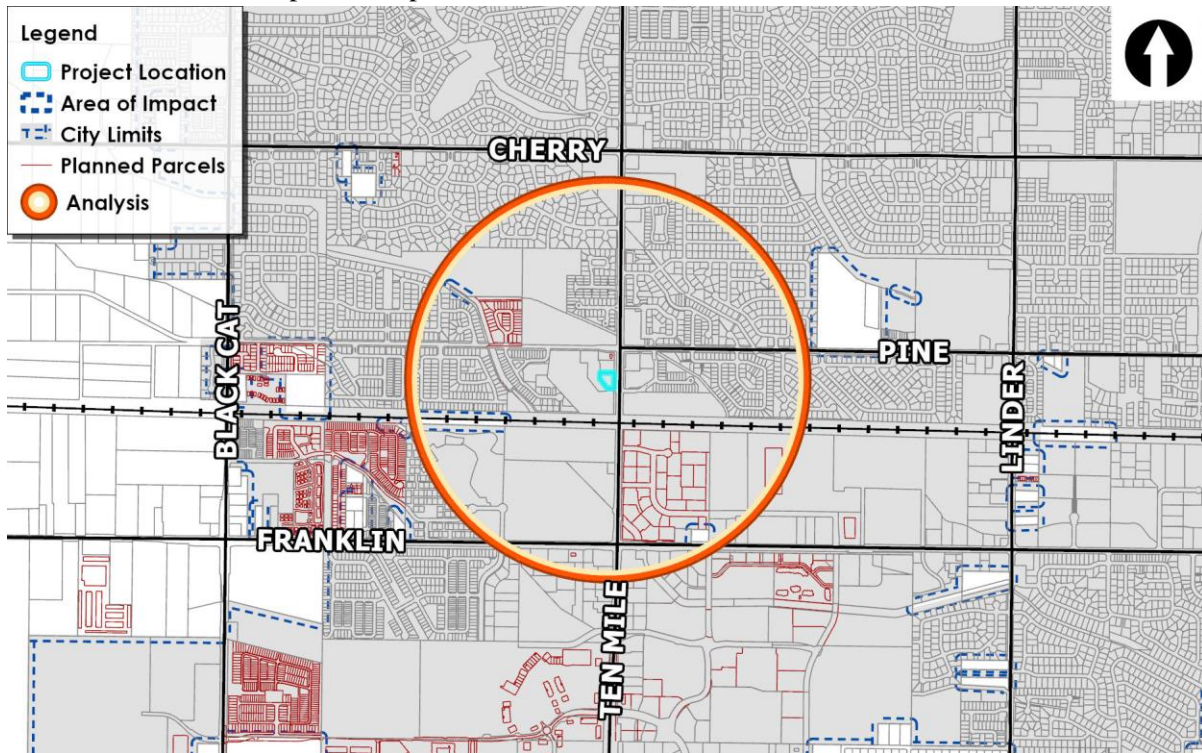 Legend
Project Location
Area of Impact
City Limits
Planned Parcels
Analysis
CHERRY
BLACK CAT
PINE
LINDER
FRANKLIN
TEN MILE